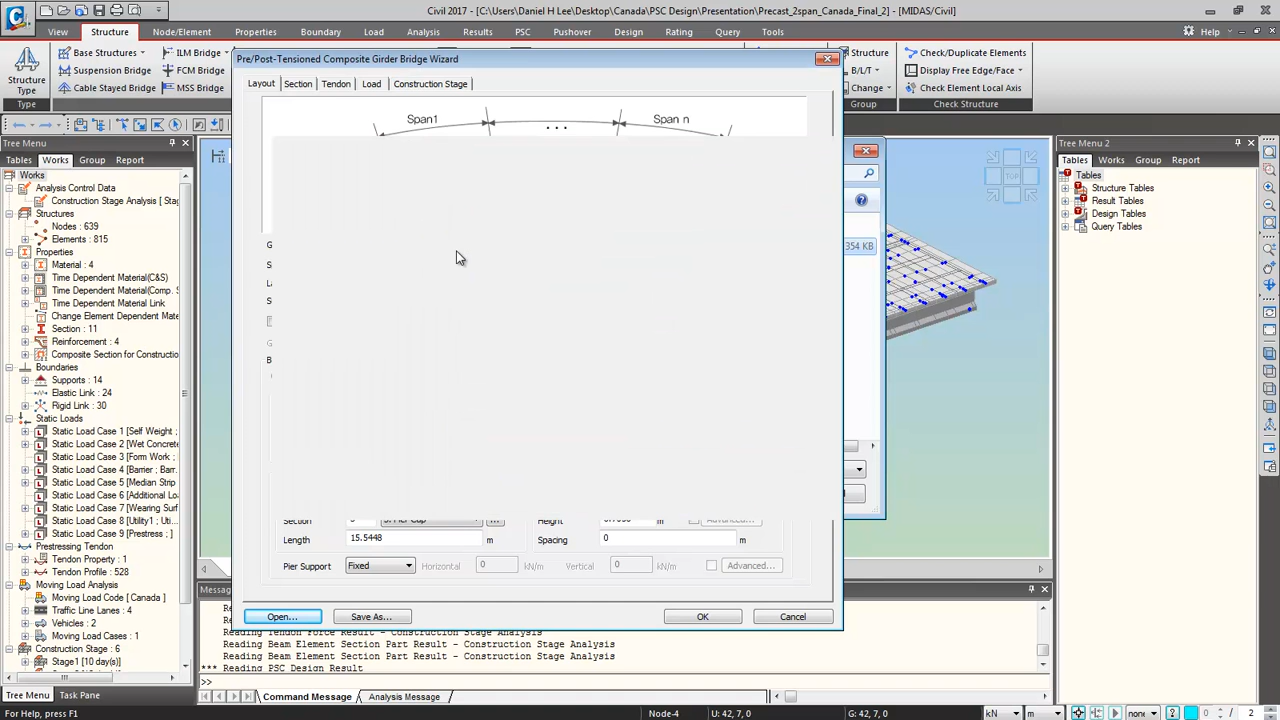 Civil 2017 - [C:\Users\Daniel H Lee\Desktop\Canada\PSC Design\Presentation\Precast_2span_Canada_Final_2] - [MIDAS/Civil]
View Structure Node/Element Properties Boundary Load Analysis Results PSC Pushover Design Rating Query Tools Help
Structure Type
Base Structures
Suspension Bridge
Cable Stayed Bridge
ILM Bridge
FCM Bridge
MSS Bridge
Structure
B/L/T
Change
Check/Duplicate Elements
Display Free Edge/Face
Check Element Local Axis
Type
Group
Check Structure
Tree Menu
Tables Works Group Report
Works
Analysis Control Data
Construction Stage Analysis [ Stag
Structures
Nodes : 639
Elements : 815
Properties
Material : 4
Time Dependent Material(C&S)
Time Dependent Material(Comp. S
Time Dependent Material Link
Change Element Dependent Mate
Section : 11
Reinforcement : 4
Composite Section for Constructio
Boundaries
Supports : 14
Elastic Link : 24
Rigid Link : 30
Static Loads
Static Load Case 1 [Self Weight ;
Static Load Case 2 [Wet Concrete
Static Load Case 3 [Form Work ;
Static Load Case 4 [Barrier ; Barr
Static Load Case 5 [Median Strip
Static Load Case 6 [Additional Loa
Static Load Case 7 [Wearing Surf
Static Load Case 8 [Utility1 ; Uti
Static Load Case 9 [Prestress ; ]
Prestressing Tendon
Tendon Property : 1
Tendon Profile : 528
Moving Load Analysis
Moving Load Code [ Canada ]
Traffic Line Lanes : 4
Vehicles : 2
Moving Load Cases : 1
Construction Stage : 6
Stage1 [10 day(s)]
Tree Menu Task Pane
Pre/Post-Tensioned Composite Girder Bridge Wizard
Layout Section Tendon Load Construction Stage
Span1 ... Span n
Length 15.5448 m
Spacing 0 m
Pier Support Fixed Horizontal 0 kN/m Vertical 0 kN/m Advanced...
Open... Save As... OK Cancel
354 KB
TOP
Tree Menu 2
Tables Works Group Report
Tables
Structure Tables
Result Tables
Design Tables
Query Tables
Reading Tendon Force Result - Construction Stage Analysis
Reading Beam Element Section Part Result - Construction Stage Analysis
Reading Beam Element Section Part Result - Construction Stage Analysis
*** Reading PSC Design Result
>>
Command Message Analysis Message
For Help, press F1
Node-4
U: 42, 7, 0
G: 42, 7, 0
kN
m
none
0
/ 2